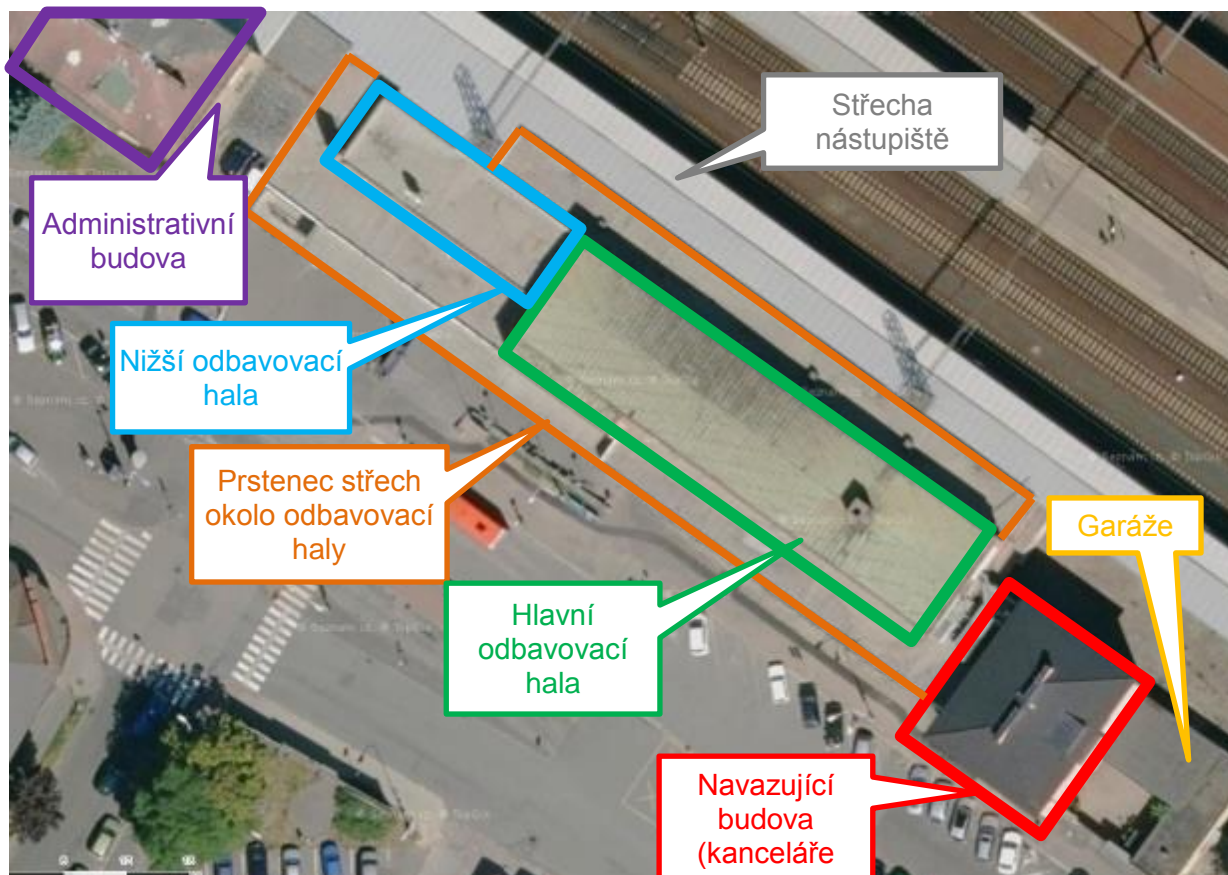 Střecha
nástupiště
Administrativní
budova
Nižší odbavovací
hala
Prstenec střech
okolo odbavovací
haly
Garáže
Hlavní
odbavovací
hala
Navazující
budova
(kanceláře